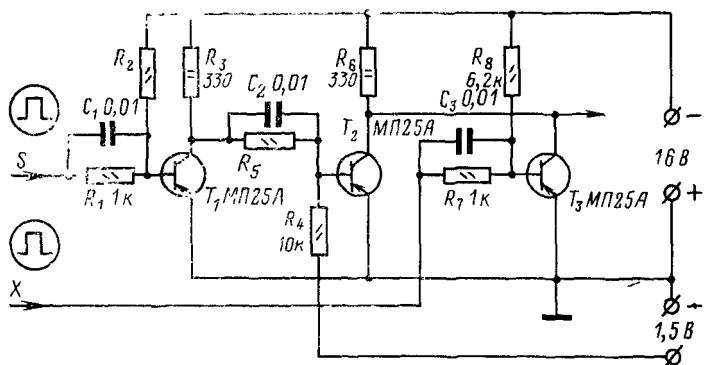 R2
R3
330
C2 0,01
R6
330
R8
6,2к
C1 0,01
C3 0,01
S
R5
T2 МП25А
R1 1к
T1 МП25А
R4
10к
R7 1к
T3 МП25А
−
16 В
+
X
1,5 В